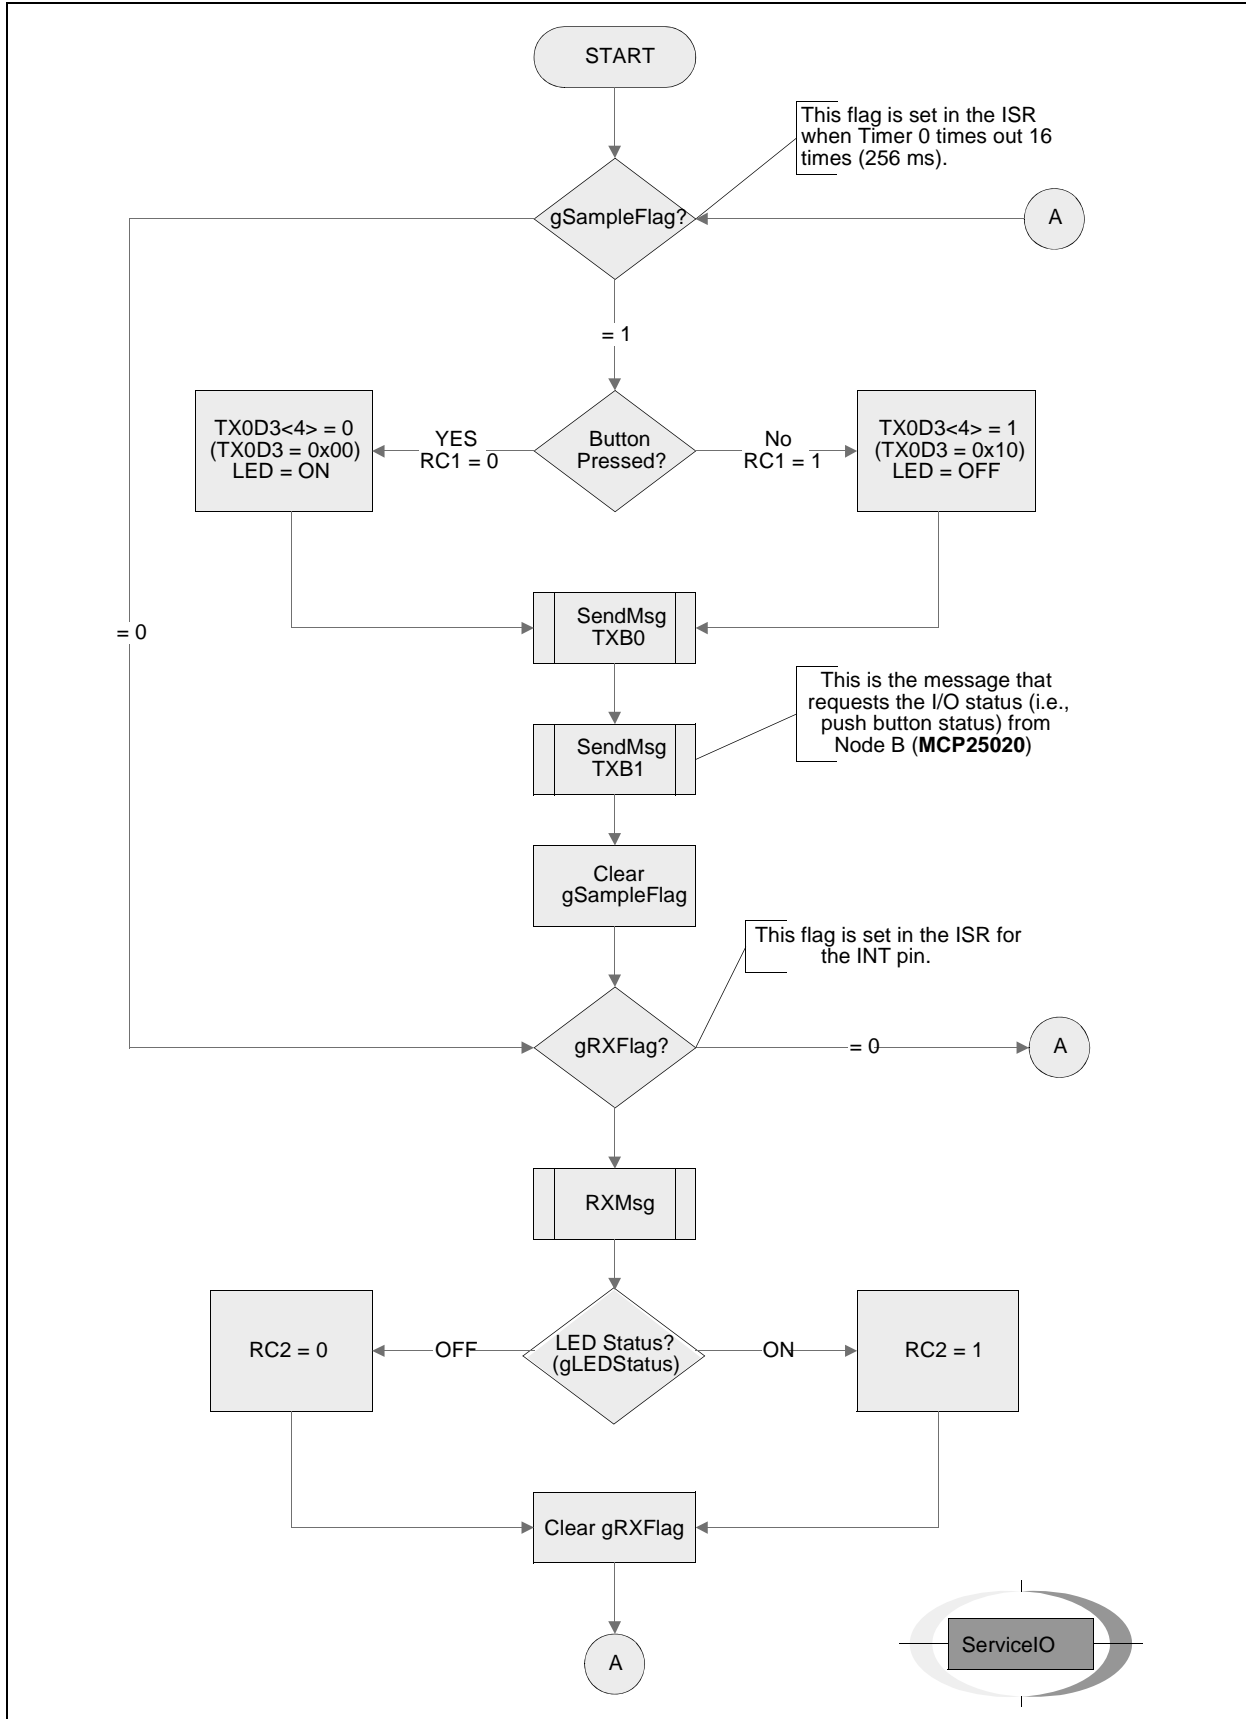 START
This flag is set in the ISR
when Timer 0 times out 16
times (256 ms).
gSampleFlag?
A
= 1
TX0D3<4> = 0
(TX0D3 = 0x00)
LED = ON
YES
RC1 = 0
Button
Pressed?
No
RC1 = 1
TX0D3<4> = 1
(TX0D3 = 0x10)
LED = OFF
= 0
SendMsg
TXB0
This is the message that
requests the I/O status (i.e.,
push button status) from
Node B (MCP25020)
SendMsg
TXB1
Clear
gSampleFlag
This flag is set in the ISR for
the INT pin.
gRXFlag?
= 0
A
RXMsg
RC2 = 0
OFF
LED Status?
(gLEDStatus)
ON
RC2 = 1
Clear gRXFlag
A
ServiceIO